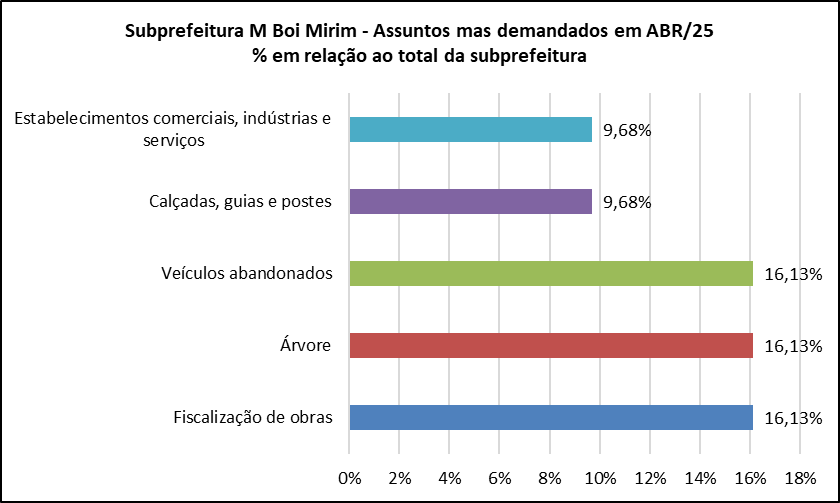 Subprefeitura M Boi Mirim - Assuntos mas demandados em ABR/25
% em relação ao total da subprefeitura
Estabelecimentos comerciais, indústrias e
serviços
9,68%
Calçadas, guias e postes
9,68%
Veículos abandonados
16,13%
Árvore
16,13%
Fiscalização de obras
16,13%
0% 2% 4% 6% 8% 10% 12% 14% 16% 18%